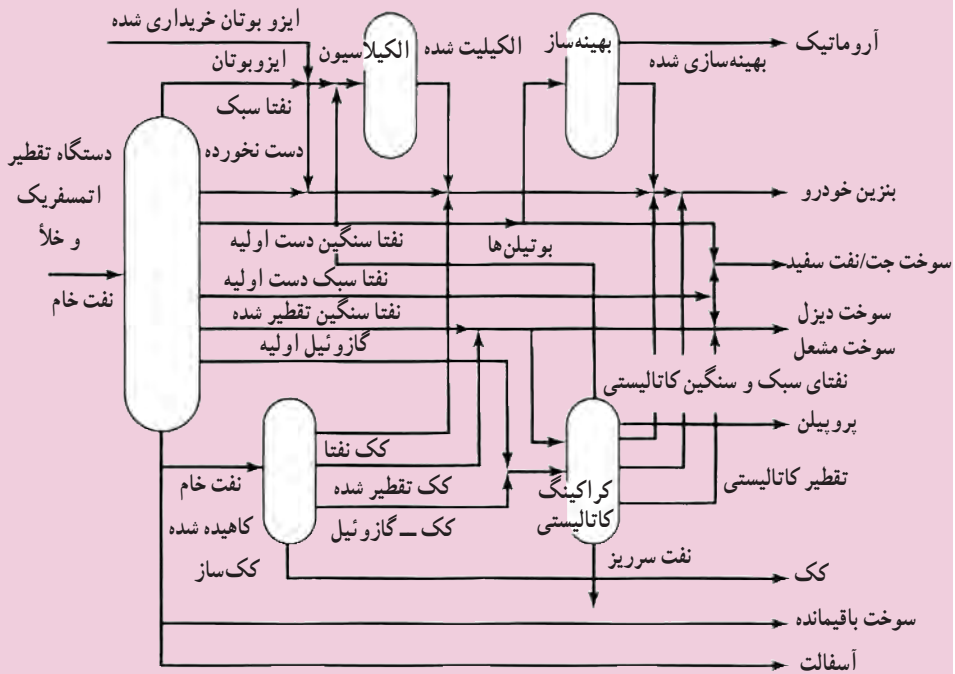 ایزو بوتان خریداری شده
ایزوبوتان
نفتا سبک
دست نخورده
الکیلاسیون
الکیلیت شده
بهینه‌ساز
بهینه‌سازی شده
آروماتیک
دستگاه تقطیر
اتمسفریک
و خلأ
نفت خام
بنزین خودرو
نفتا سنگین دست اولیه
بوتیلن‌ها
سوخت جت/نفت سفید
نفتا سبک دست اولیه
نفتا سنگین تقطیر شده
سوخت دیزل
سوخت مشعل
گازوئیل اولیه
نفتای سبک و سنگین کاتالیستی
پروپیلن
کک نفتا
نفت خام
کاهیده شده
کک‌ساز
کک تقطیر شده
کک – گازوئیل
کراکینگ
کاتالیستی
تقطیر کاتالیستی
نفت سرریز
کک
سوخت باقیمانده
آسفالت